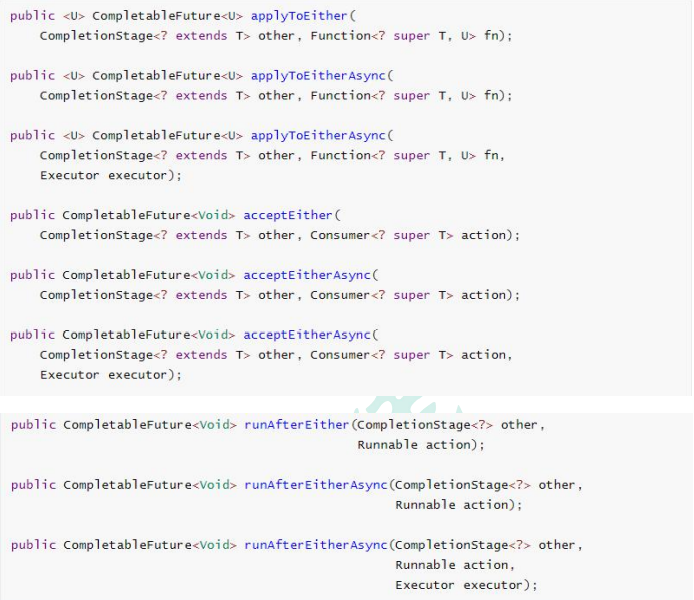 public <U> CompletableFuture<U> applyToEither(
CompletionStage<? extends T> other, Function<? super T, U> fn);
public <U> CompletableFuture<U> applyToEitherAsync(
CompletionStage<? extends T> other, Function<? super T, U> fn);
public <U> CompletableFuture<U> applyToEitherAsync(
CompletionStage<? extends T> other, Function<? super T, U> fn,
Executor executor);
public CompletableFuture<Void> acceptEither(
CompletionStage<? extends T> other, Consumer<? super T> action);
public CompletableFuture<Void> acceptEitherAsync(
CompletionStage<? extends T> other, Consumer<? super T> action);
public CompletableFuture<Void> acceptEitherAsync(
CompletionStage<? extends T> other, Consumer<? super T> action,
Executor executor);
public CompletableFuture<Void> runAfterEither(CompletionStage<?> other,
Runnable action);
public CompletableFuture<Void> runAfterEitherAsync(CompletionStage<?> other,
Runnable action);
public CompletableFuture<Void> runAfterEitherAsync(CompletionStage<?> other,
Runnable action,
Executor executor);